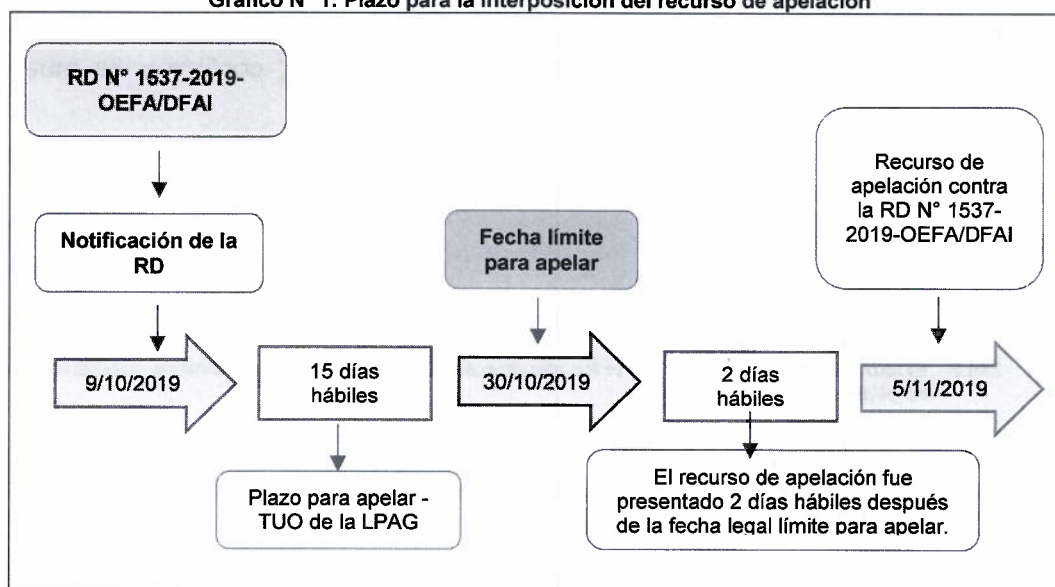 Gráfico N° 1: Plazo para la interposición del recurso de apelación
RD N° 1537-2019-
OEFA/DFAI
Notificación de la
RD
Fecha límite
para apelar
Recurso de
apelación contra
la RD N° 1537-
2019-OEFA/DFAI
9/10/2019
15 días
hábiles
30/10/2019
2 días
hábiles
5/11/2019
Plazo para apelar -
TUO de la LPAG
El recurso de apelación fue
presentado 2 días hábiles después
de la fecha legal límite para apelar.